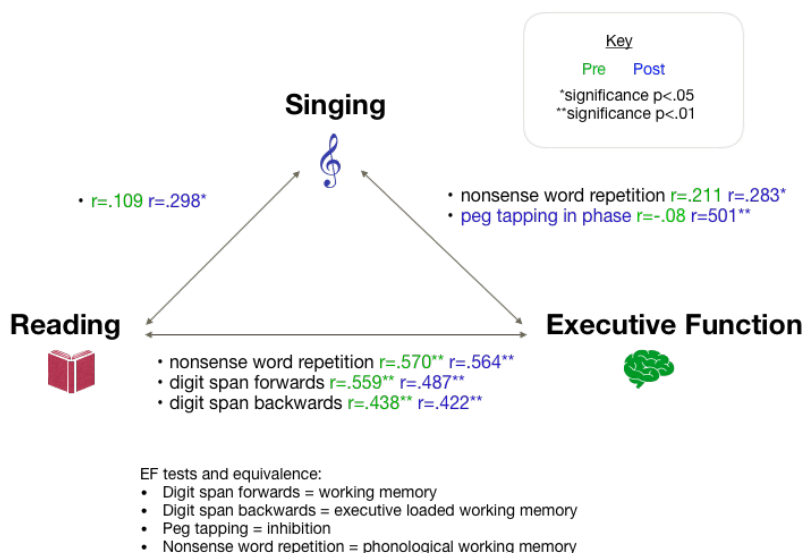 Key
Pre Post
*significance p<.05
**significance p<.01
Singing
• r=.109 r=.298*
• nonsense word repetition r=.211 r=.283*
• peg tapping in phase r=-.08 r=501**
Reading
Executive Function
• nonsense word repetition r=.570** r=.564**
• digit span forwards r=.559** r=.487**
• digit span backwards r=.438** r=.422**
EF tests and equivalence:
• Digit span forwards = working memory
• Digit span backwards = executive loaded working memory
• Peg tapping = inhibition
• Nonsense word repetition = phonological working memory